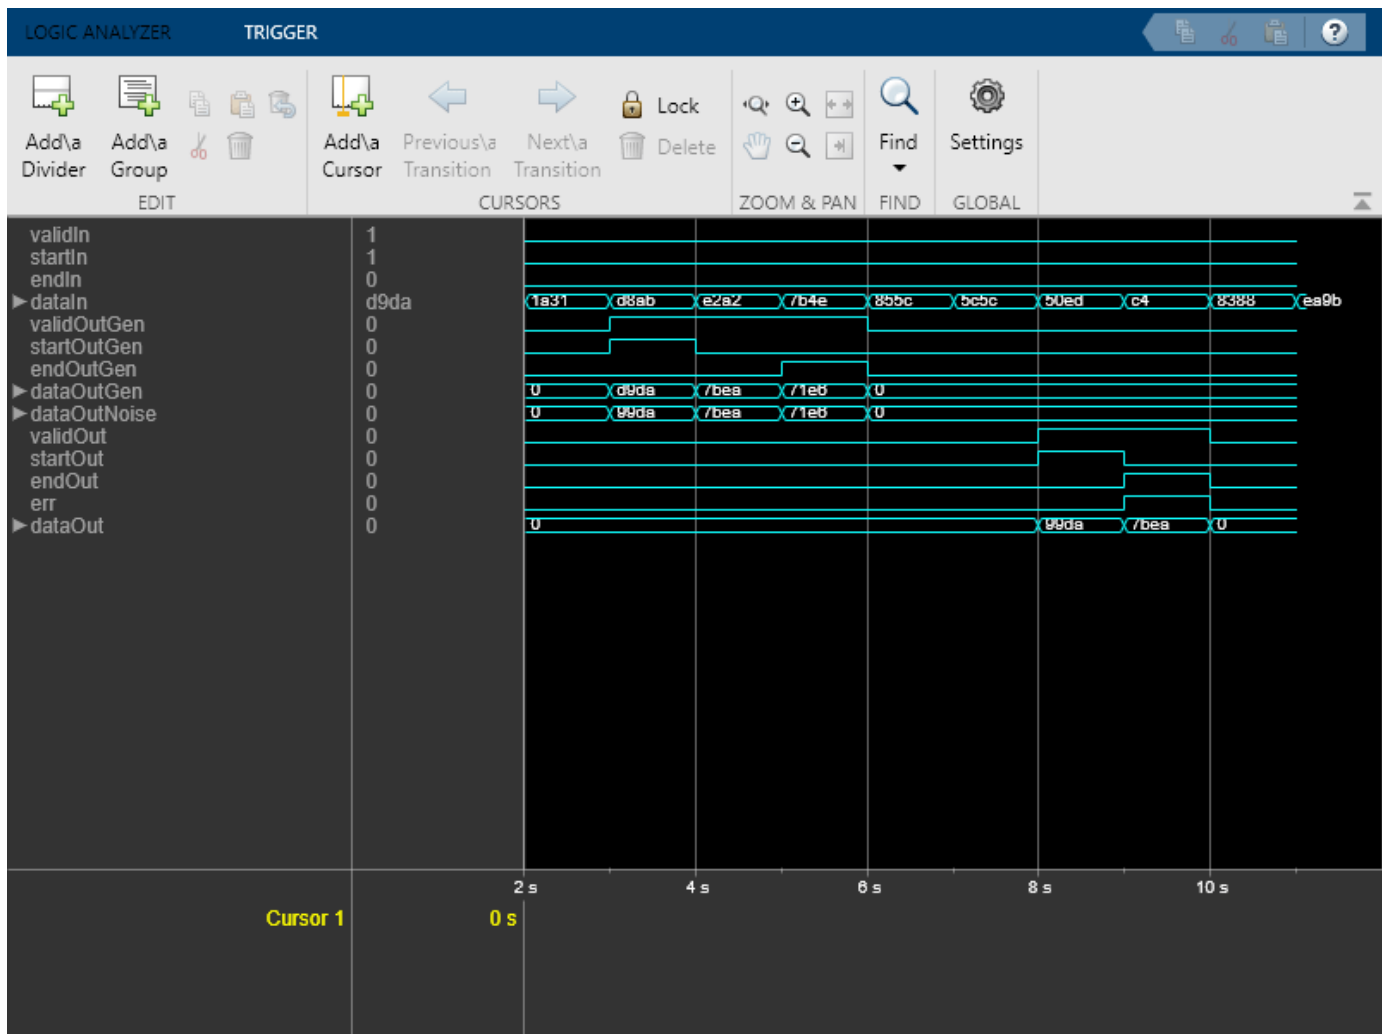 LOGIC ANALYZER TRIGGER ?
Add\a Divider Add\a Group
Add\a Cursor Previous\a Transition Next\a Transition Lock Delete
Find Settings
EDIT CURSORS ZOOM & PAN FIND GLOBAL
validIn 1
startIn 1
endIn 0
dataIn d9da 1a31 d8ab e2a2 7b4e 855c 5c5c 50ed c4 8388 ea9b
validOutGen 0
startOutGen 0
endOutGen 0
dataOutGen 0 0 d9da 7bea 71e6 0
dataOutNoise 0 0 99da 7bea 71e6 0
validOut 0
startOut 0
endOut 0
err 0
dataOut 0 0 99da 7bea 0
2 s 4 s 6 s 8 s 10 s
Cursor 1 0 s